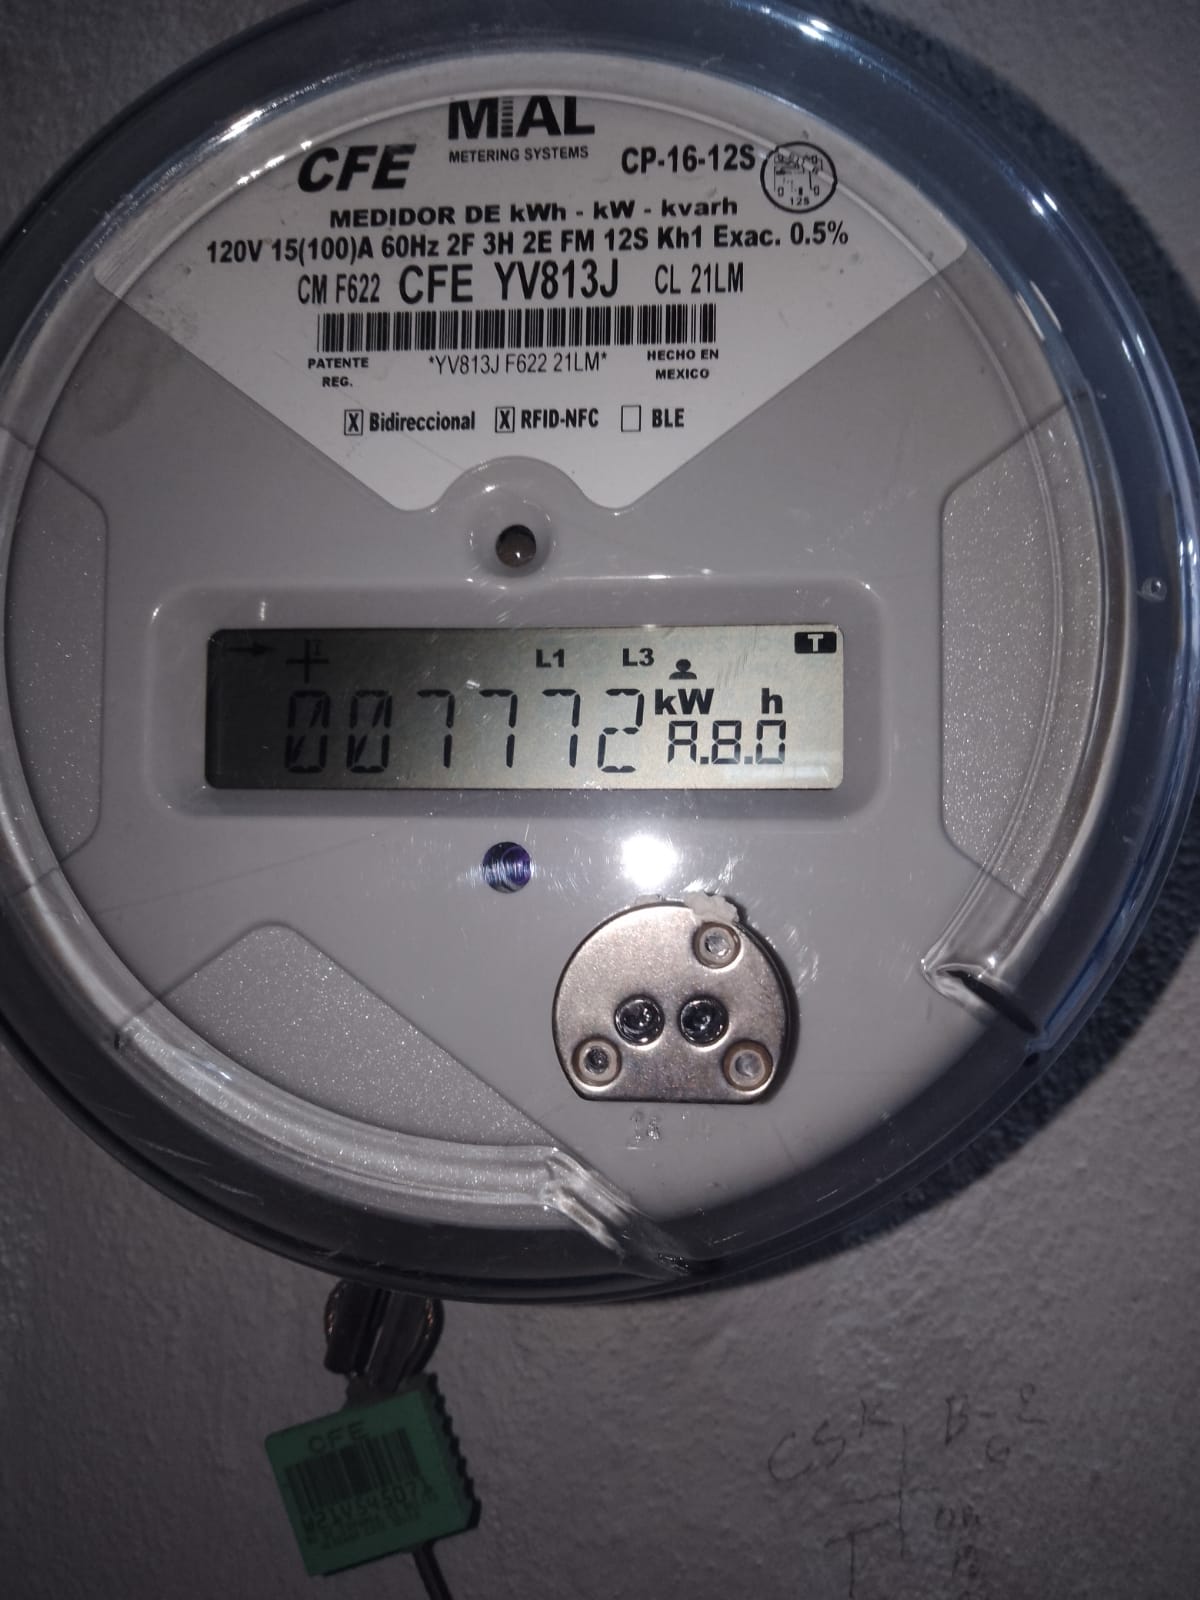 MIAL
METERING SYSTEMS
CFE
CP-16-12S
12S
MEDIDOR DE kWh - kW - kvarh
120V 15(100)A 60Hz 2F 3H 2E FM 12S Kh1 Exac. 0.5%
CM F622 CFE YV813J CL 21LM
PATENTE REG.
*YV813J F622 21LM*
HECHO EN MEXICO
X Bidireccional X RFID-NFC BLE
L1 L3 T
007772 kW h
A.8.0
CFE